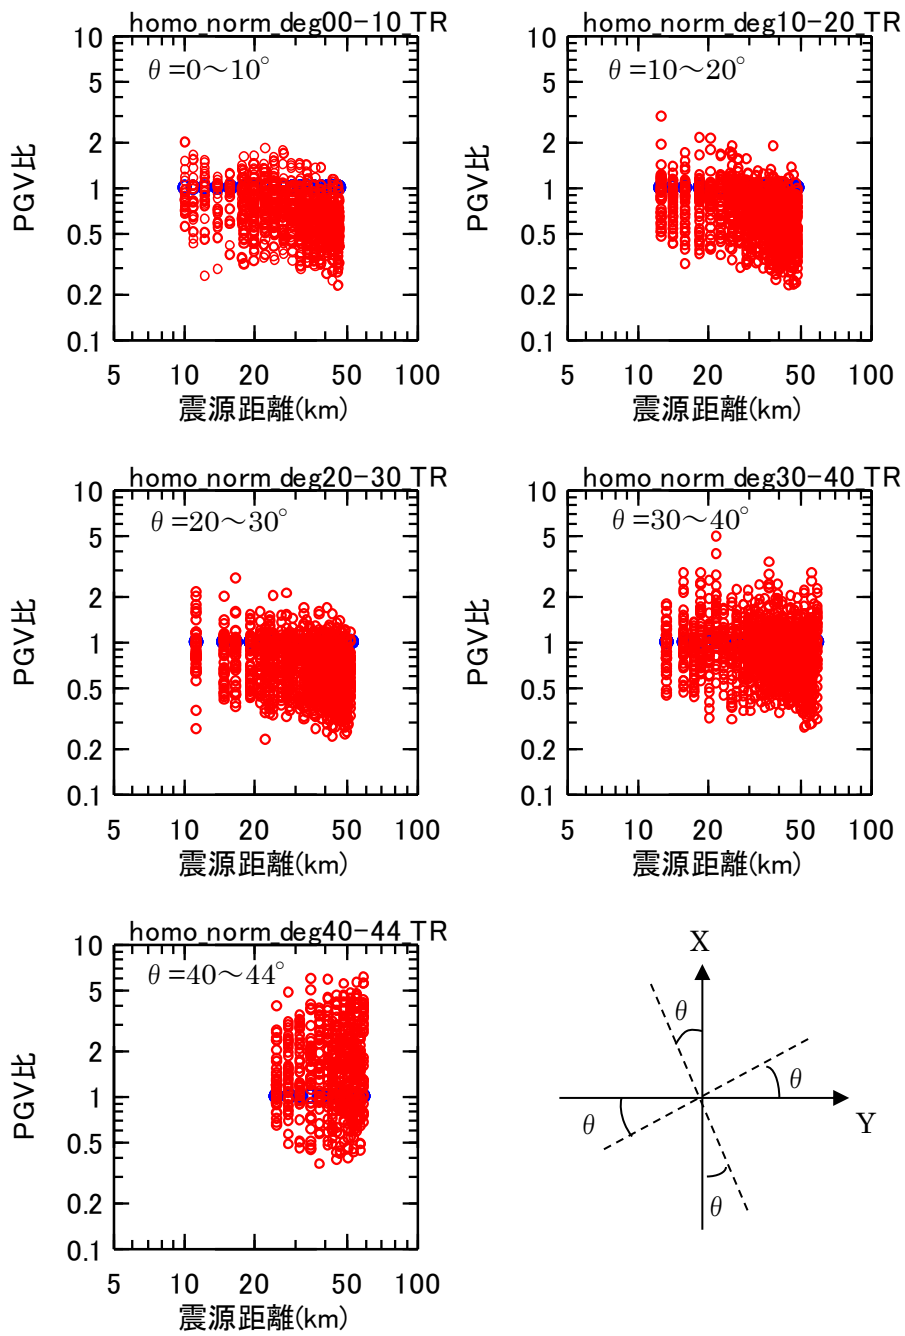 homo_norm_deg00-10_TR
θ=0～10°
10
5
2
1
0.5
0.2
0.1
PGV比
5 10 20 50 100
震源距離(km)
homo_norm_deg10-20_TR
θ=10～20°
10
5
2
1
0.5
0.2
0.1
PGV比
5 10 20 50 100
震源距離(km)
homo_norm_deg20-30_TR
θ=20～30°
10
5
2
1
0.5
0.2
0.1
PGV比
5 10 20 50 100
震源距離(km)
homo_norm_deg30-40_TR
θ=30～40°
10
5
2
1
0.5
0.2
0.1
PGV比
5 10 20 50 100
震源距離(km)
homo_norm_deg40-44_TR
θ=40～44°
10
5
2
1
0.5
0.2
0.1
PGV比
5 10 20 50 100
震源距離(km)
X
θ
θ
Y
θ
θ